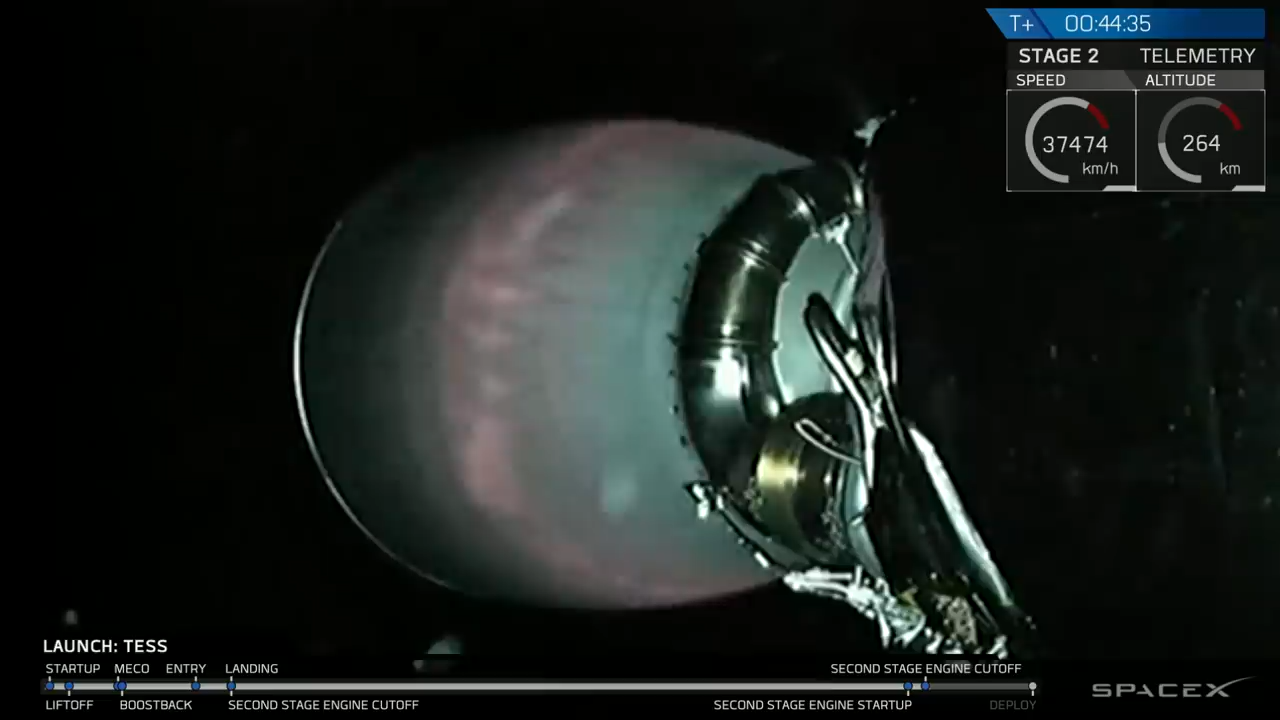 T+ 00:44:35
STAGE 2 TELEMETRY
SPEED ALTITUDE
37474 264
km/h km
LAUNCH: TESS
STARTUP MECO ENTRY LANDING SECOND STAGE ENGINE CUTOFF
LIFTOFF BOOSTBACK SECOND STAGE ENGINE CUTOFF SECOND STAGE ENGINE STARTUP DEPLOY
SPACEX